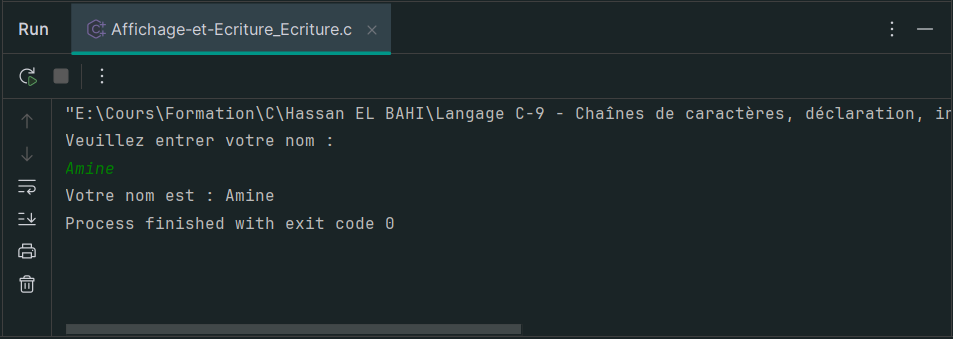 Run Affichage-et-Ecriture_Ecriture.c
"E:\Cours\Formation\C\Hassan EL BAHI\Langage C-9 - Chaînes de caractères, déclaration, in
Veuillez entrer votre nom :
Amine
Votre nom est : Amine
Process finished with exit code 0